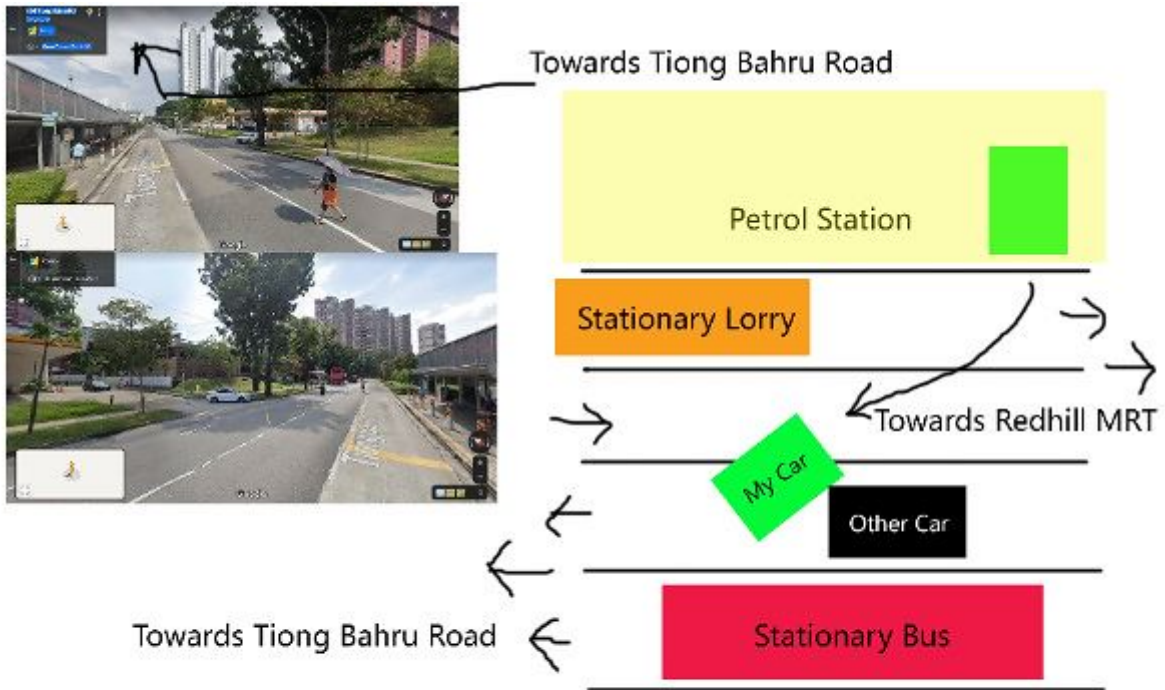 Towards Tiong Bahru Road
Petrol Station
Stationary Lorry
Towards Redhill MRT
My Car
Other Car
Towards Tiong Bahru Road
Stationary Bus